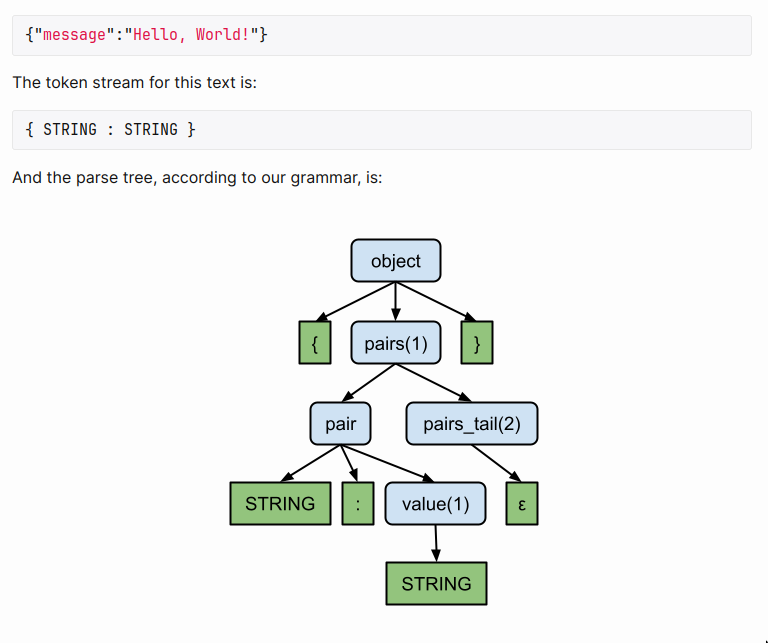 {"message":"Hello, World!"}
The token stream for this text is:
{ STRING : STRING }
And the parse tree, according to our grammar, is:
object
{ pairs(1) }
pair pairs_tail(2)
STRING : value(1) ε
STRING